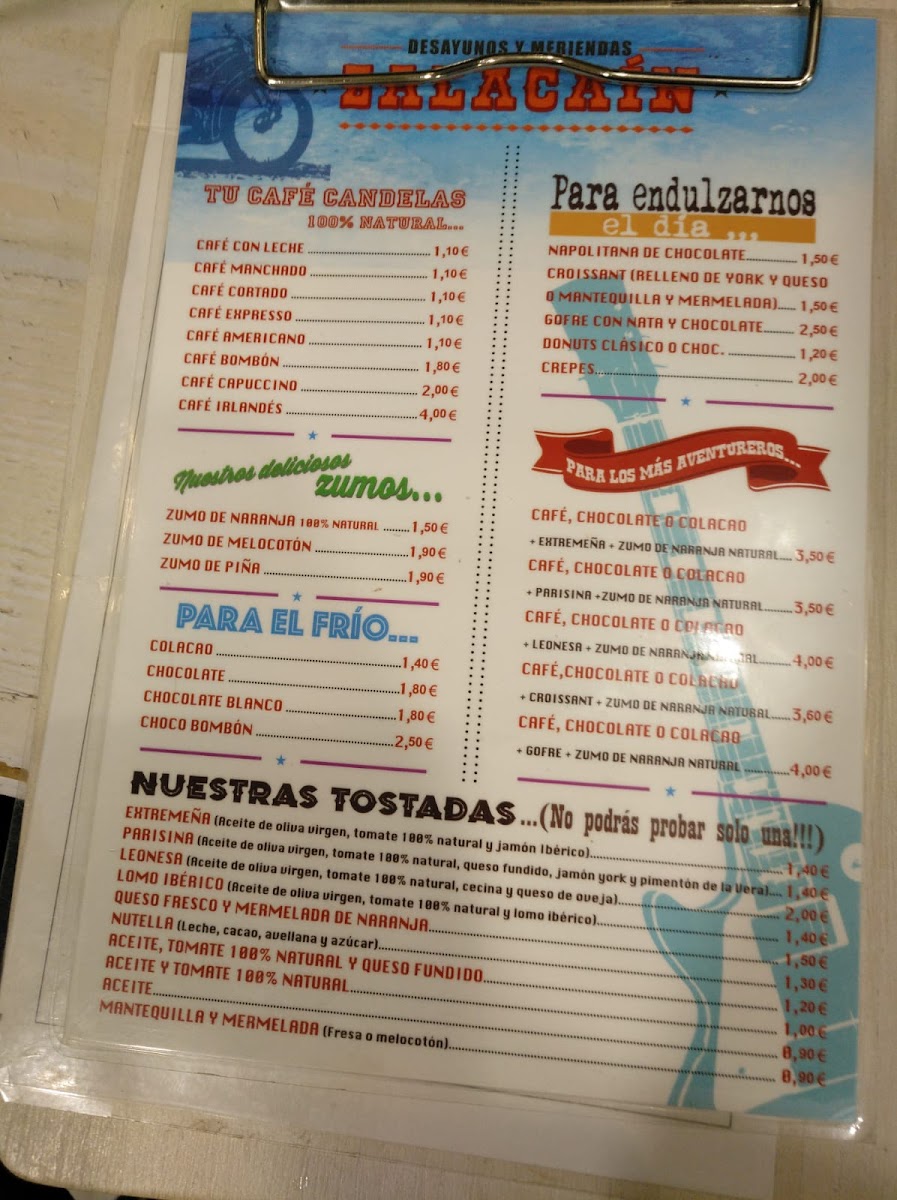 DESAYUNOS Y MERIENDAS
ZALACAÍN
TU CAFÉ CANDELAS
100% NATURAL...
CAFÉ CON LECHE 1,10€
CAFÉ MANCHADO 1,10€
CAFÉ CORTADO 1,10€
CAFÉ EXPRESSO 1,10€
CAFÉ AMERICANO 1,10€
CAFÉ BOMBÓN 1,80€
CAFÉ CAPUCCINO 2,00€
CAFÉ IRLANDÉS 4,00€
Nuestros deliciosos
zumos...
ZUMO DE NARANJA 100% NATURAL 1,50€
ZUMO DE MELOCOTÓN 1,90€
ZUMO DE PIÑA 1,90€
PARA EL FRÍO...
COLACAO 1,40€
CHOCOLATE 1,80€
CHOCOLATE BLANCO 1,80€
CHOCO BOMBÓN 2,50€
Para endulzarnos
el día ...
NAPOLITANA DE CHOCOLATE 1,50€
CROISSANT (RELLENO DE YORK Y QUESO
O MANTEQUILLA Y MERMELADA) 1,50€
GOFRE CON NATA Y CHOCOLATE 2,50€
DONUTS CLÁSICO O CHOC. 1,20€
CREPES 2,00€
PARA LOS MÁS AVENTUREROS...
CAFÉ, CHOCOLATE O COLACAO
+ EXTREMEÑA + ZUMO DE NARANJA NATURAL 3,50€
CAFÉ, CHOCOLATE O COLACAO
+ PARISINA +ZUMO DE NARANJA NATURAL 3,50€
CAFÉ, CHOCOLATE O COLACAO
+ LEONESA + ZUMO DE NARANJA NATURAL 4,00€
CAFÉ,CHOCOLATE O COLACAO
+ CROISSANT + ZUMO DE NARANJA NATURAL 3,60€
CAFÉ, CHOCOLATE O COLACAO
+ GOFRE + ZUMO DE NARANJA NATURAL 4,00€
NUESTRAS TOSTADAS...(No podrás probar solo una!!!)
EXTREMEÑA (Aceite de oliva virgen, tomate 100% natural y jamón Ibérico) 1,40€
PARISINA (Aceite de oliva virgen, tomate 100% natural, queso fundido, jamón york y pimentón de la Vera) 1,40€
LEONESA (Aceite de oliva virgen, tomate 100% natural, cecina y queso de oveja) 2,00€
LOMO IBÉRICO (Aceite de oliva virgen, tomate 100% natural y lomo ibérico) 1,40€
QUESO FRESCO Y MERMELADA DE NARANJA 1,50€
NUTELLA (Leche, cacao, avellana y azúcar) 1,30€
ACEITE, TOMATE 100% NATURAL Y QUESO FUNDIDO 1,20€
ACEITE Y TOMATE 100% NATURAL 1,00€
ACEITE 0,90€
MANTEQUILLA Y MERMELADA (Fresa o melocotón) 0,90€